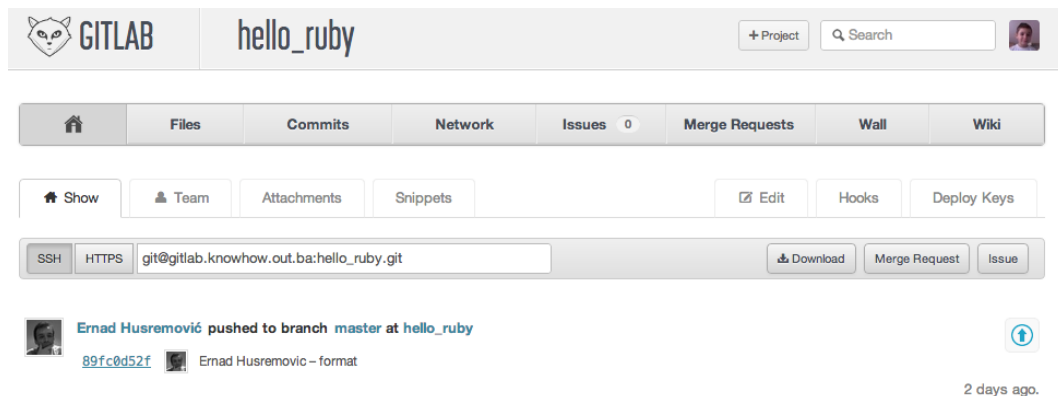 GITLAB hello_ruby + Project Search
Files Commits Network Issues 0 Merge Requests Wall Wiki
Show Team Attachments Snippets Edit Hooks Deploy Keys
SSH HTTPS git@gitlab.knowhow.out.ba:hello_ruby.git Download Merge Request Issue
Ernad Husremović pushed to branch master at hello_ruby
89fc0d52f Ernad Husremovic – format
2 days ago.